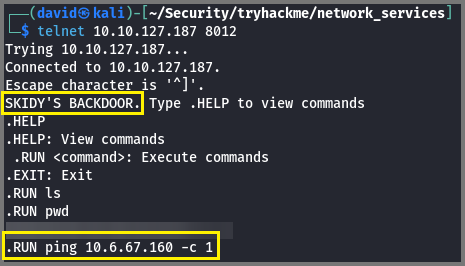 ┌──(david㉿kali)-[~/Security/tryhackme/network_services]
└─$ telnet 10.10.127.187 8012
Trying 10.10.127.187...
Connected to 10.10.127.187.
Escape character is '^]'.
SKIDY'S BACKDOOR. Type .HELP to view commands
.HELP
.HELP: View commands
 .RUN <command>: Execute commands
.EXIT: Exit
.RUN ls
.RUN pwd
.RUN ping 10.6.67.160 -c 1